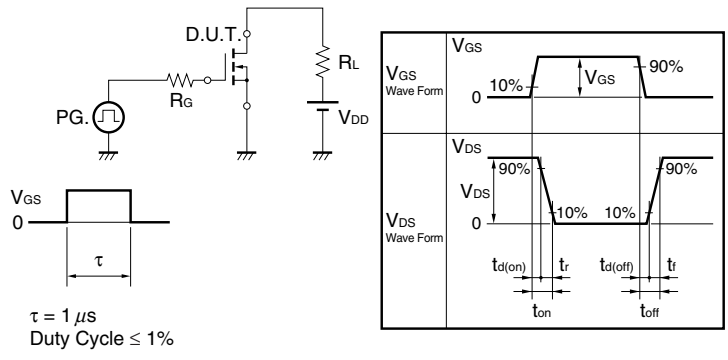 D.U.T.
RL
RG
PG.
VDD
VGS
0
τ
τ = 1 μs
Duty Cycle ≤ 1%
VGS
Wave Form
VGS
10%
VGS
90%
0
VDS
Wave Form
VDS
90%
VDS
90%
10%
10%
0
td(on)
tr
td(off)
tf
ton
toff